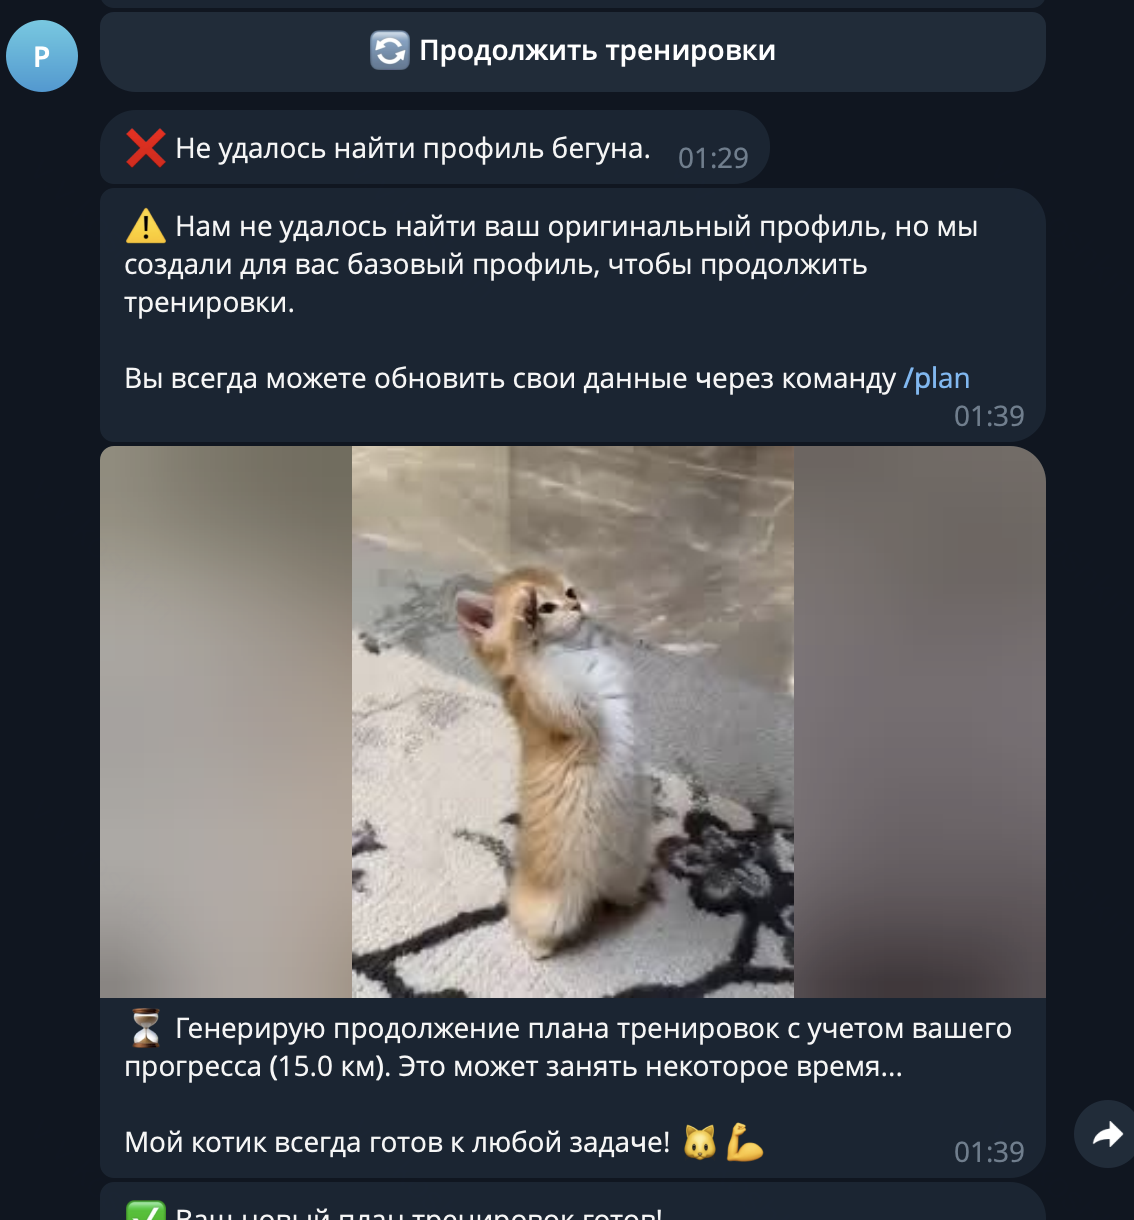 P
🔄 Продолжить тренировки
❌ Не удалось найти профиль бегуна. 01:29
⚠️ Нам не удалось найти ваш оригинальный профиль, но мы
создали для вас базовый профиль, чтобы продолжить
тренировки.
Вы всегда можете обновить свои данные через команду /plan
01:39
⏳ Генерирую продолжение плана тренировок с учетом вашего
прогресса (15.0 км). Это может занять некоторое время...
Мой котик всегда готов к любой задаче! 🐱💪 01:39
✅ Ваш новый план тренировок готов!